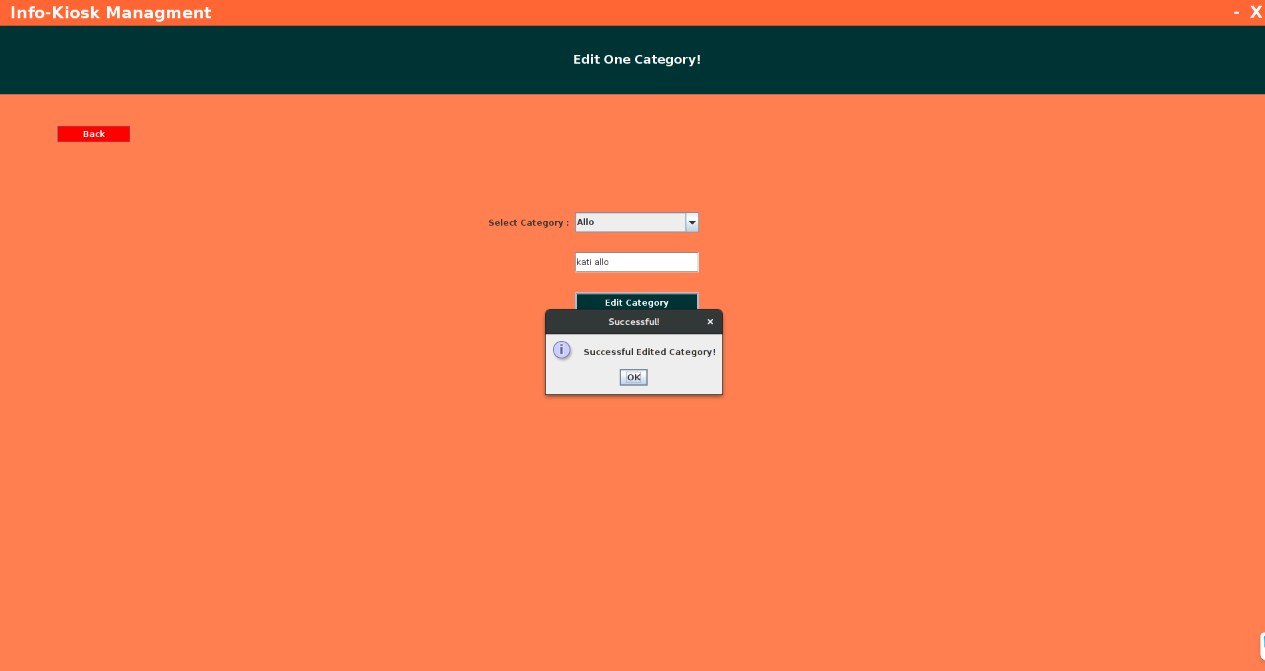 Info-Kiosk Managment - X
Edit One Category!
Back
Select Category : Allo
kati allo
Edit Category
Successful!
Successful Edited Category!
OK